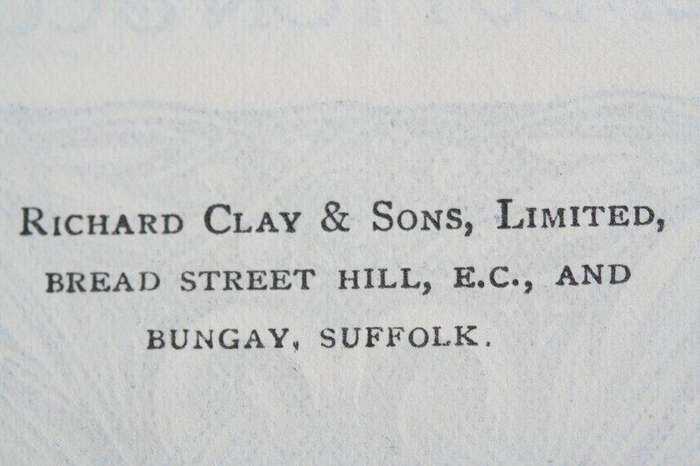 Richard Clay & Sons, Limited,
BREAD STREET HILL, E.C., AND
BUNGAY, SUFFOLK.